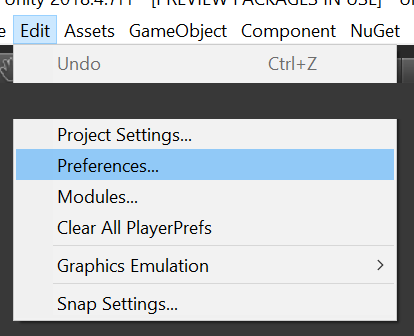 Unity 2018.4.7f1 - [PREVIEW PACKAGES IN USE] -
Edit Assets GameObject Component NuGet
Undo Ctrl+Z
Project Settings...
Preferences...
Modules...
Clear All PlayerPrefs
Graphics Emulation
Snap Settings...